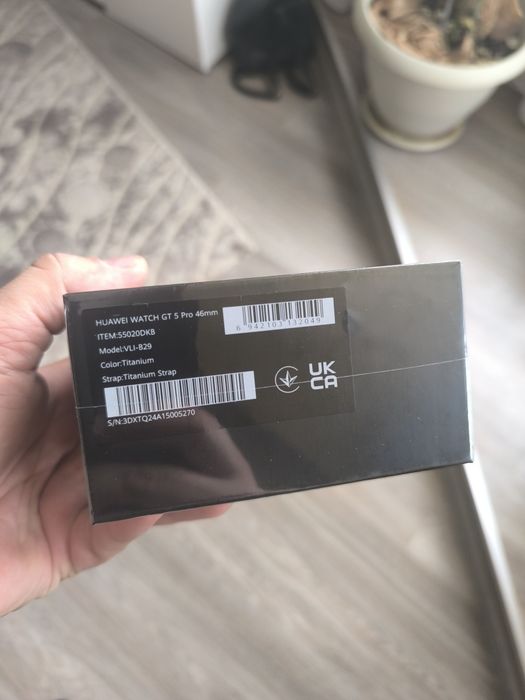 HUAWEI WATCH GT 5 Pro 46mm
ITEM:55020DKB
Model:VLI-B29
Color:Titanium
Strap:Titanium Strap
S/N:3DXTQ24A15005270
6 942103 132049
UK
CA